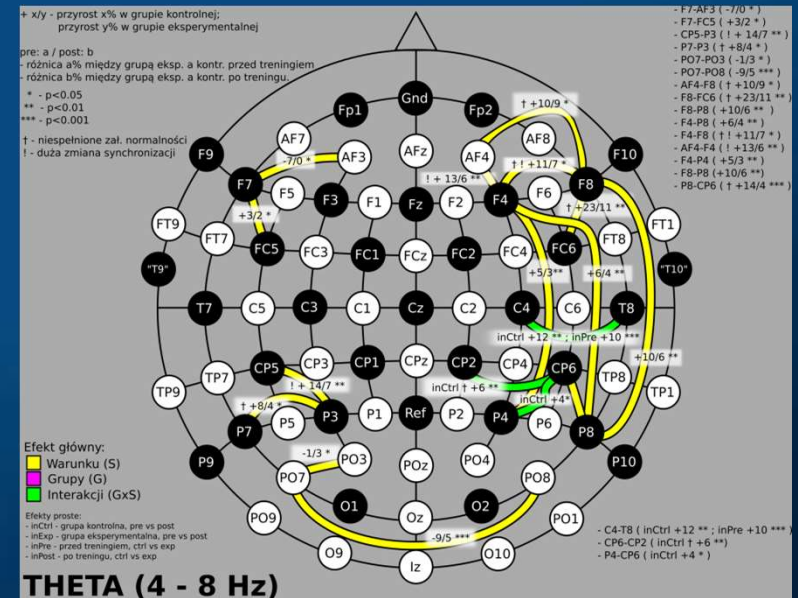 + x/y - przyrost x% w grupie kontrolnej;
przyrost y% w grupie eksperymentalnej
pre: a / post: b
- różnica a% między grupą eksp. a kontr. przed treningiem
- różnica b% między grupą eksp. a kontr. po treningu.
* - p<0.05
** - p<0.01
*** - p<0.001
† - niespełnione zał. normalności
! - duża zmiana synchronizacji
- F7-AF3 ( -7/0 * )
- F7-FC5 ( +3/2 * )
- CP5-P3 ( ! + 14/7 ** )
- P7-P3 ( † +8/4 * )
- PO7-PO3 ( -1/3 * )
- PO7-PO8 ( -9/5 *** )
- AF4-F8 ( † +10/9 * )
- F8-FC6 ( † +23/11 ** )
- F8-P8 ( +10/6 ** )
- F4-P8 ( +6/4 ** )
- F4-F8 ( † ! +11/7 * )
- AF4-F4 ( ! +13/6 ** )
- F4-P4 ( +5/3 ** )
- F8-P8 (+10/6 **)
- P8-CP6 ( † +14/4 *** )
Gnd
Fp1 Fp2
† +10/9 *
AF7 AF8
F9 AF3 AFz AF4 F10
-7/0 * † ! +11/7 *
! + 13/6 **
F7 F5 F3 F1 Fz F2 F4 F6 F8
+3/2 * † +23/11 **
FT9 FT7 FC5 FC3 FC1 FCz FC2 FC4 FC6 FT8 FT1
"T9" "T10"
+5/3** +6/4 **
T7 C5 C3 C1 Cz C2 C4 C6 T8
inCtrl +12 ** ; inPre +10 ***
+10/6 **
TP9 TP7 CP5 CP3 CP1 CPz CP2 CP4 CP6 TP8 TP1
! + 14/7 ** inCtrl † +6 **
inCtrl +4*
† +8/4 *
P7 P5 P3 P1 Ref P2 P4 P6 P8
-1/3 *
P9 PO7 PO3 POz PO4 PO8 P10
O1 O2
PO9 Oz PO1
-9/5 ***
O9 Iz O10
Efekt główny:
Warunku (S)
Grupy (G)
Interakcji (GxS)
Efekty proste:
- inCtrl - grupa kontrolna, pre vs post
- inExp - grupa eksperymentalna, pre vs post
- inPre - przed treningiem, ctrl vs exp
- inPost - po treningu, ctrl vs exp
- C4-T8 ( inCtrl +12 ** ; inPre +10 *** )
- CP6-CP2 ( inCtrl † +6 **)
- P4-CP6 ( inCtrl +4 * )
THETA (4 - 8 Hz)